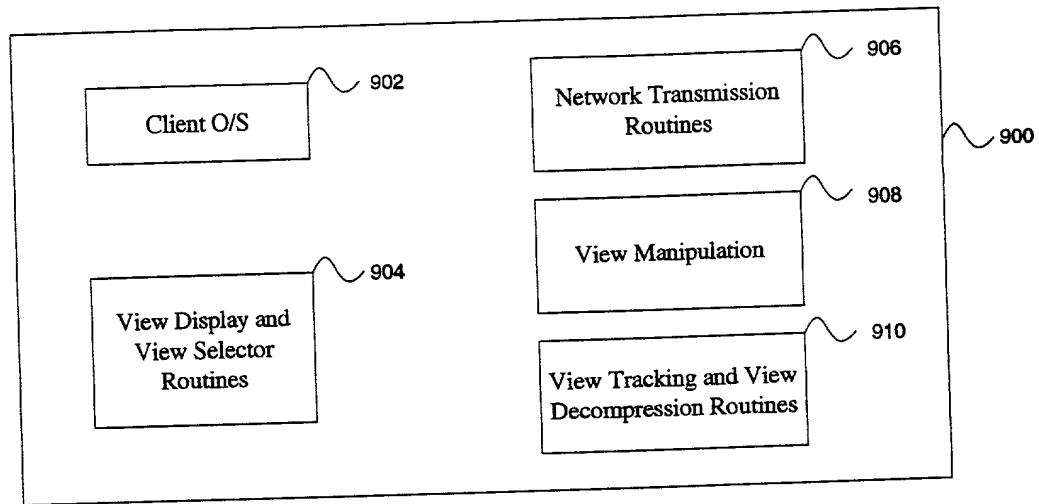 902
Client O/S
904
View Display and
View Selector
Routines
906
Network Transmission
Routines
900
908
View Manipulation
910
View Tracking and View
Decompression Routines